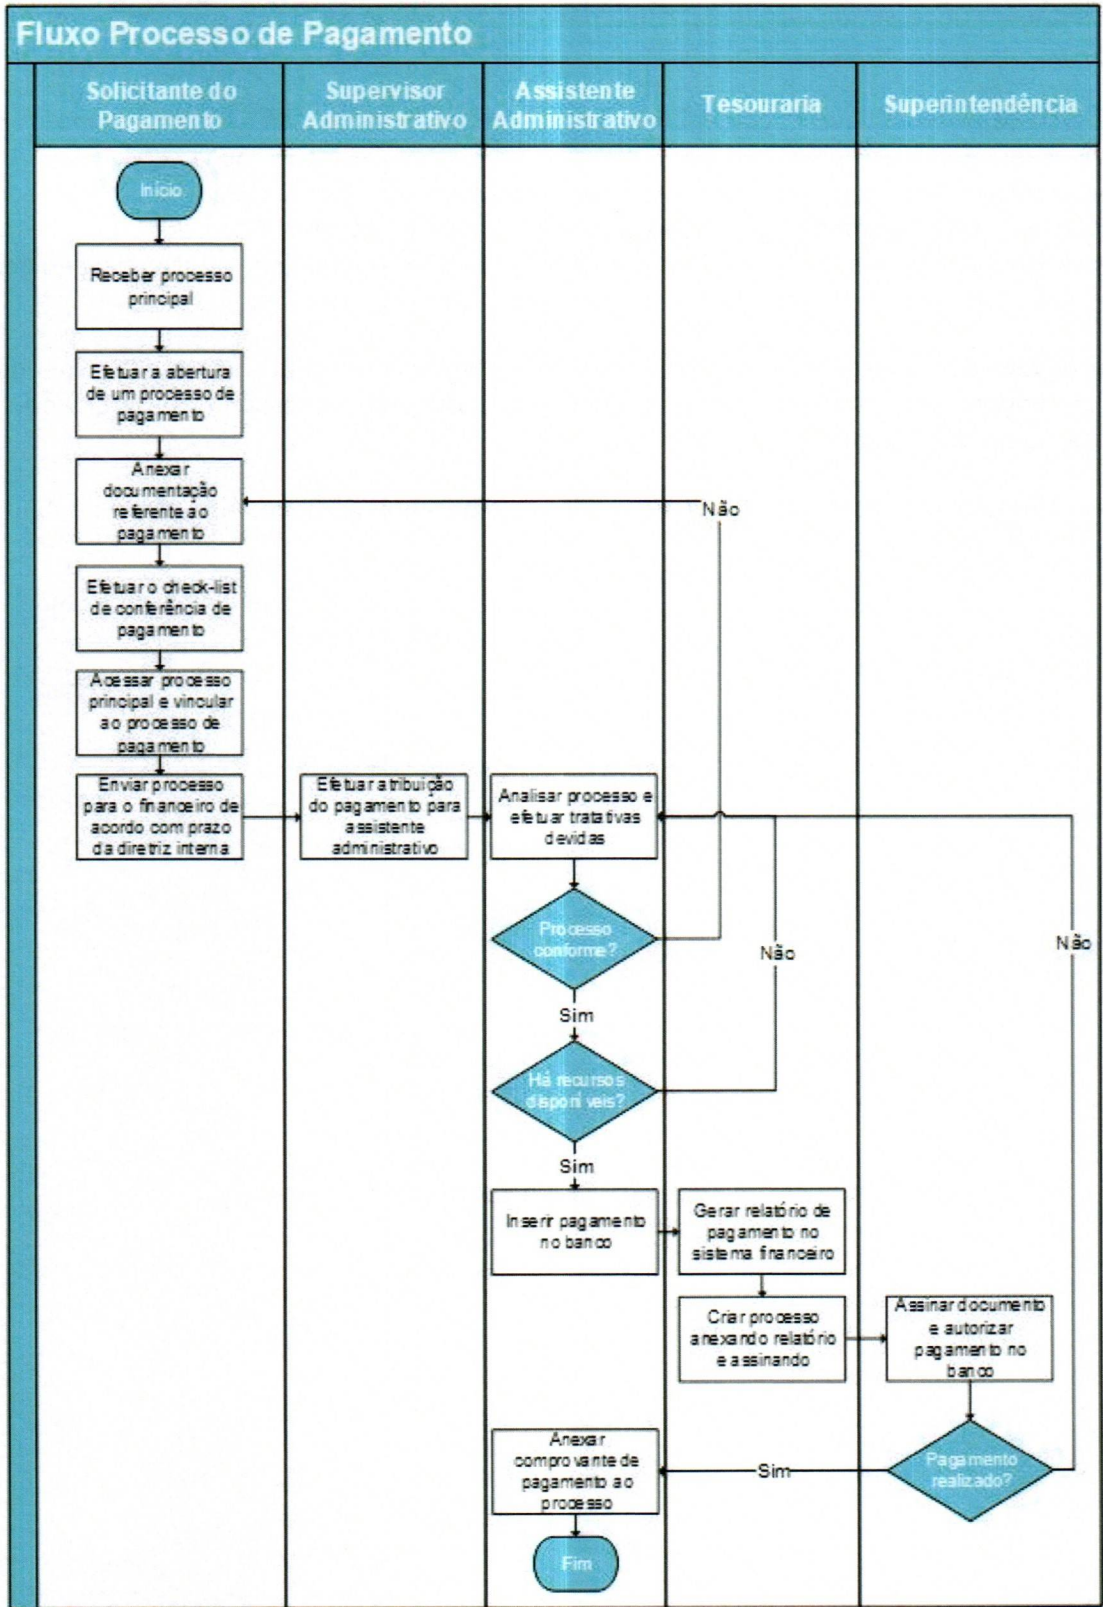 Fluxo Processo de Pagamento
Solicitante do
Pagamento
Supervisor
Administrativo
Assistente
Administrativo
Tesouraria
Superintendência
Início
Receber processo
principal
Efetuar a abertura
de um processo de
pagamento
Anexar
documentação
referente ao
pagamento
Não
Efetuar o check-list
de conferência de
pagamento
Acessar processo
principal e vincular
ao processo de
pagamento
Enviar processo
para o financeiro de
acordo com prazo
da diretriz interna
Efetuar atribuição
do pagamento para
assistente
administrativo
Analisar processo e
efetuar tratativas
devidas
Processo
conforme?
Não
Não
Sim
Há recursos
disponíveis?
Sim
Inserir pagamento
no banco
Gerar relatório de
pagamento no
sistema financeiro
Criar processo
anexando relatório
e assinando
Assinar documento
e autorizar
pagamento no
banco
Pagamento
realizado?
Sim
Anexar
comprovante de
pagamento ao
processo
Fim